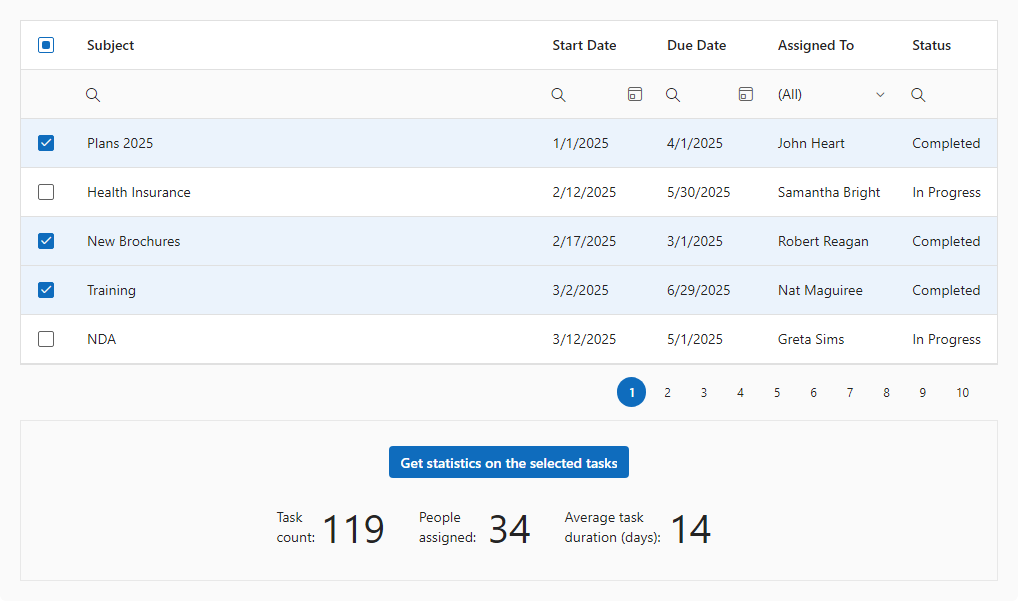 Subject Start Date Due Date Assigned To Status
(All)
Plans 2025 1/1/2025 4/1/2025 John Heart Completed
Health Insurance 2/12/2025 5/30/2025 Samantha Bright In Progress
New Brochures 2/17/2025 3/1/2025 Robert Reagan Completed
Training 3/2/2025 6/29/2025 Nat Maguiree Completed
NDA 3/12/2025 5/1/2025 Greta Sims In Progress
1 2 3 4 5 6 7 8 9 10
Get statistics on the selected tasks
Task count: 119 People assigned: 34 Average task duration (days): 14